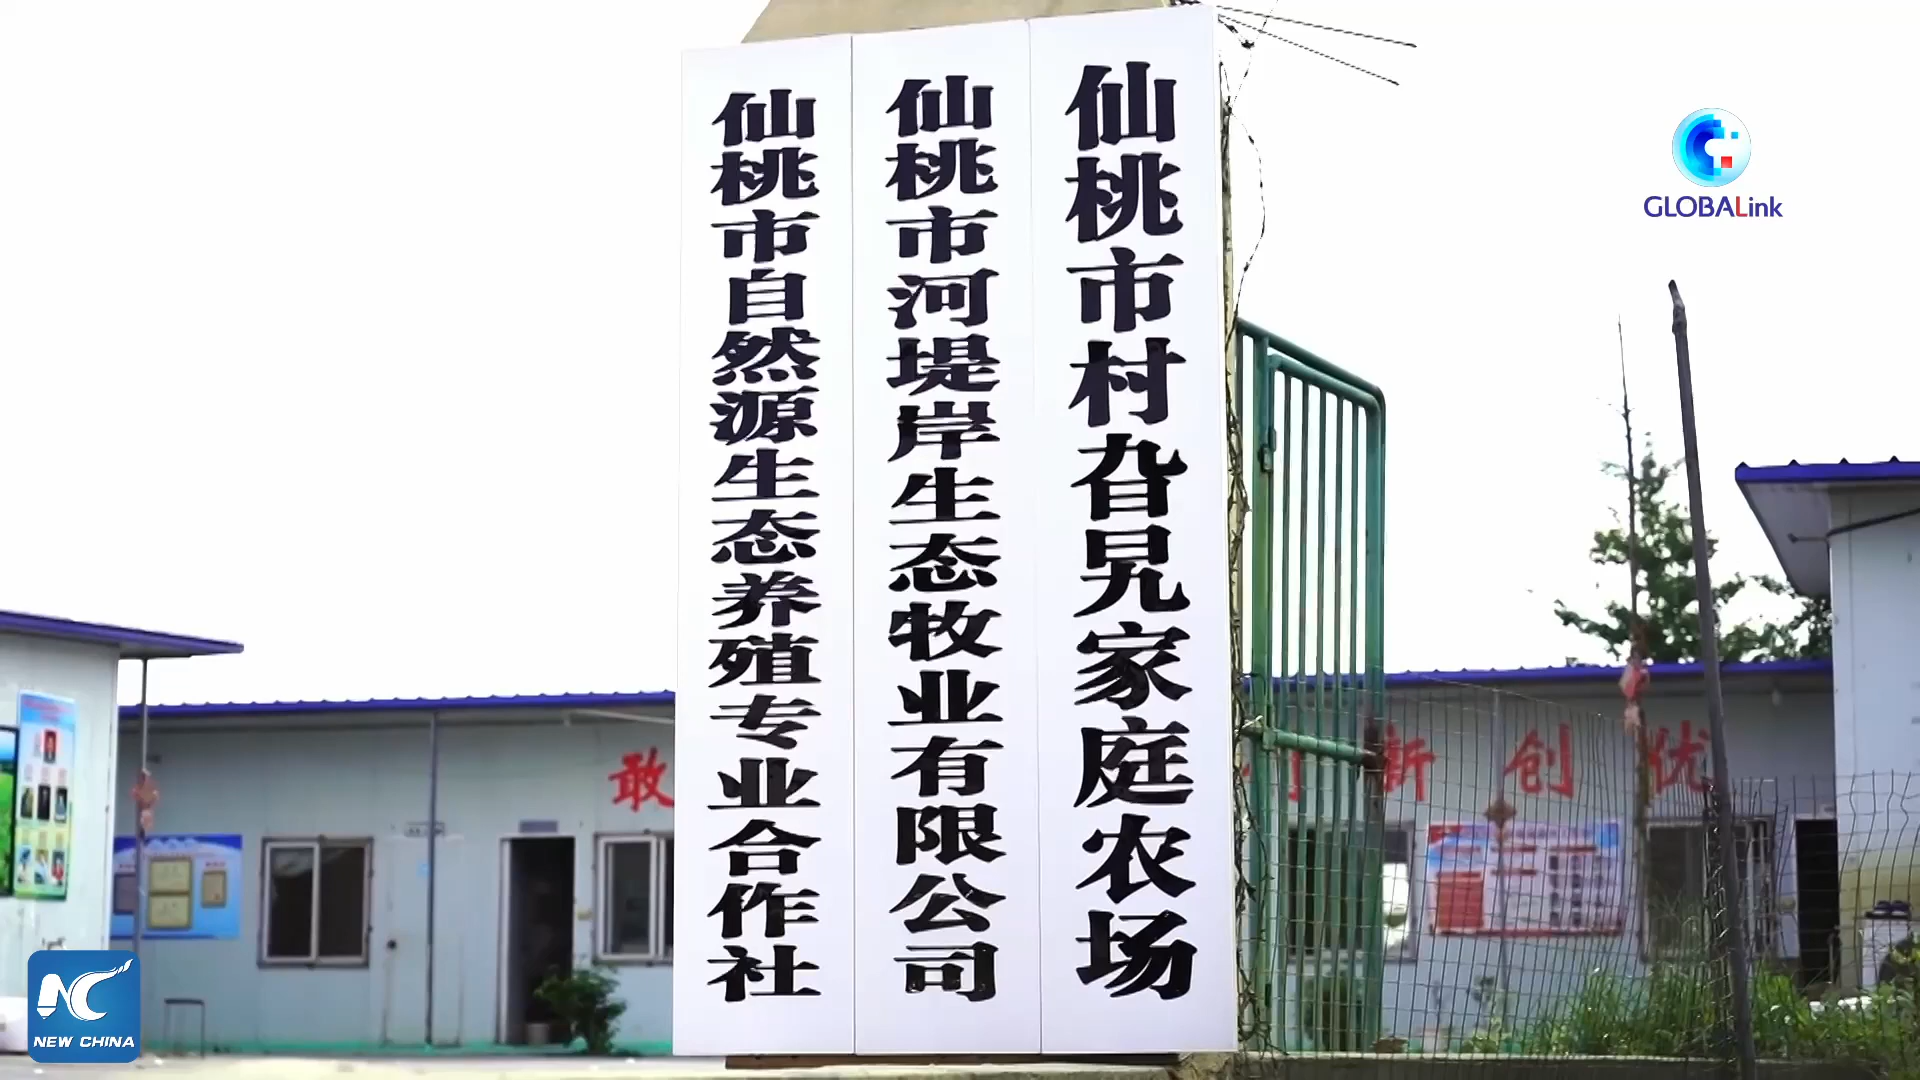 仙桃市村旮旯家庭农场
仙桃市河堤岸生态牧业有限公司
仙桃市自然源生态养殖专业合作社
GLOBALink
敢
新创优
NEW CHINA